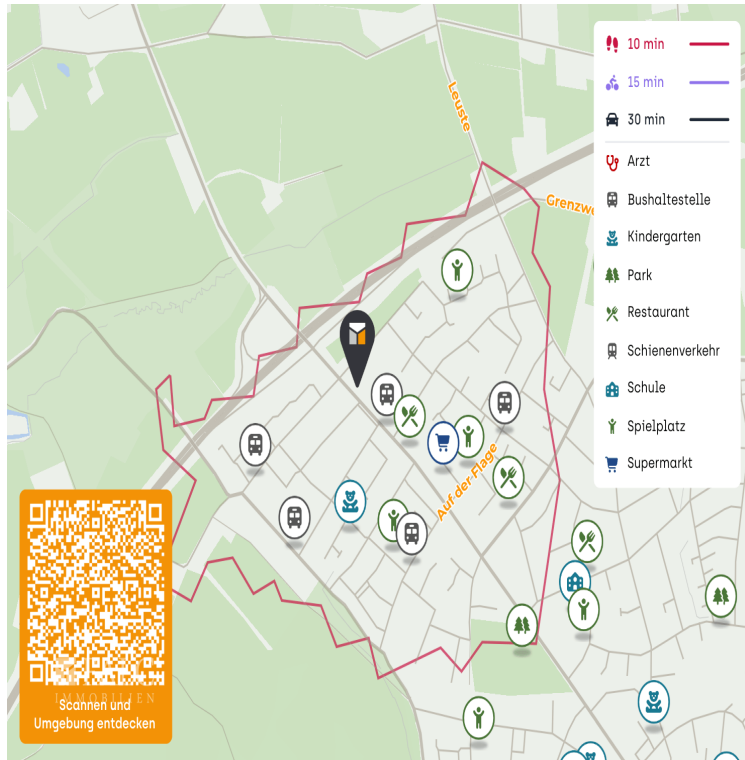 Leuste
Grenzwe
Auf der Flage
10 min
15 min
30 min
Arzt
Bushaltestelle
Kindergarten
Park
Restaurant
Schienenverkehr
Schule
Spielplatz
Supermarkt
IMMOBILIEN
Scannen und
Umgebung entdecken